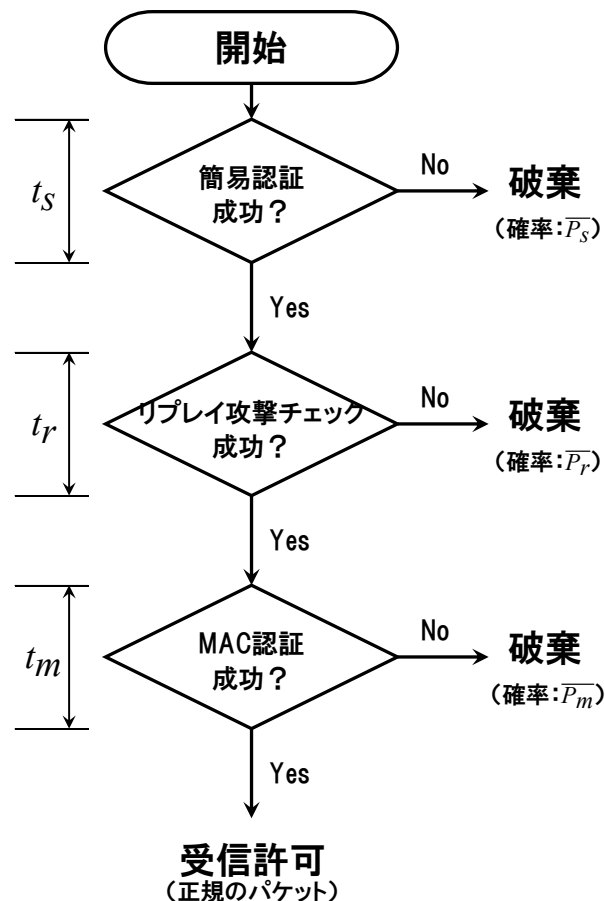 開始
簡易認証
成功？
No
破棄
(確率：\overline{P_s})
t_s
Yes
リプレイ攻撃チェック
成功？
No
破棄
(確率：\overline{P_r})
t_r
Yes
MAC認証
成功？
No
破棄
(確率：\overline{P_m})
t_m
Yes
受信許可
（正規のパケット）